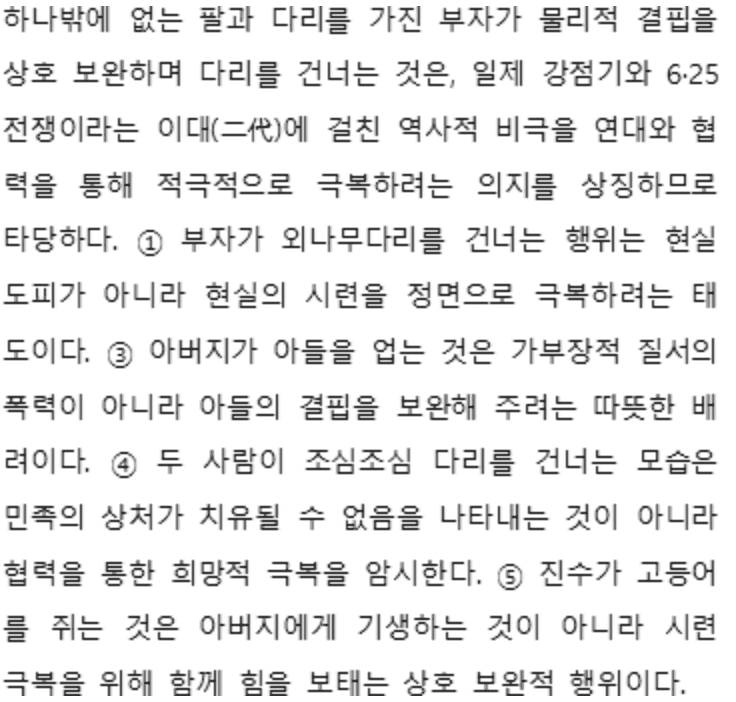 하나밖에 없는 팔과 다리를 가진 부자가 물리적 결핍을
상호 보완하며 다리를 건너는 것은, 일제 강점기와 6·25
전쟁이라는 이대(二代)에 걸친 역사적 비극을 연대와 협
력을 통해 적극적으로 극복하려는 의지를 상징하므로
타당하다. ① 부자가 외나무다리를 건너는 행위는 현실
도피가 아니라 현실의 시련을 정면으로 극복하려는 태
도이다. ③ 아버지가 아들을 업는 것은 가부장적 질서의
폭력이 아니라 아들의 결핍을 보완해 주려는 따뜻한 배
려이다. ④ 두 사람이 조심조심 다리를 건너는 모습은
민족의 상처가 치유될 수 없음을 나타내는 것이 아니라
협력을 통한 희망적 극복을 암시한다. ⑤ 진수가 고등어
를 쥐는 것은 아버지에게 기생하는 것이 아니라 시련
극복을 위해 함께 힘을 보태는 상호 보완적 행위이다.